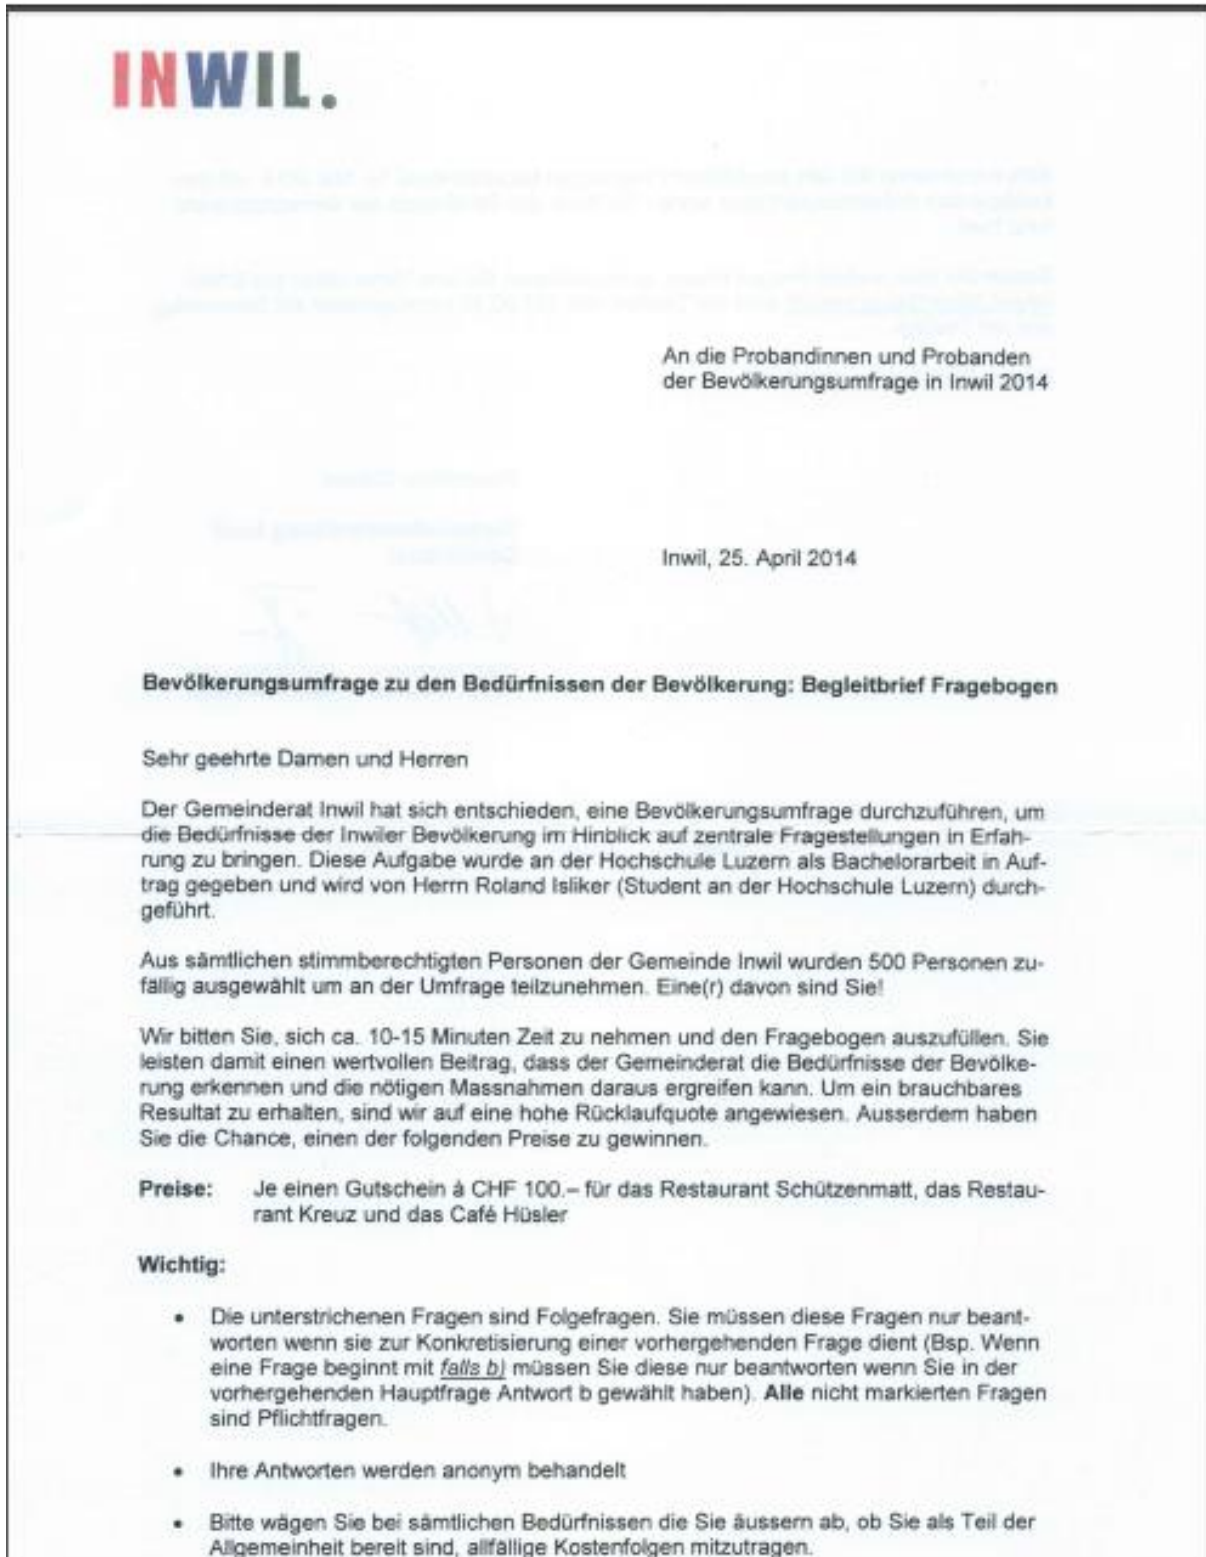 INWIL.
An die Probandinnen und Probanden
der Bevölkerungsumfrage in Inwil 2014
Inwil, 25. April 2014
Bevölkerungsumfrage zu den Bedürfnissen der Bevölkerung: Begleitbrief Fragebogen
Sehr geehrte Damen und Herren
Der Gemeinderat Inwil hat sich entschieden, eine Bevölkerungsumfrage durchzuführen, um
die Bedürfnisse der Inwiler Bevölkerung im Hinblick auf zentrale Fragestellungen in Erfah-
rung zu bringen. Diese Aufgabe wurde an der Hochschule Luzern als Bachelorarbeit in Auf-
trag gegeben und wird von Herrn Roland Isliker (Student an der Hochschule Luzern) durch-
geführt.
Aus sämtlichen stimmberechtigten Personen der Gemeinde Inwil wurden 500 Personen zu-
fällig ausgewählt um an der Umfrage teilzunehmen. Eine(r) davon sind Sie!
Wir bitten Sie, sich ca. 10-15 Minuten Zeit zu nehmen und den Fragebogen auszufüllen. Sie
leisten damit einen wertvollen Beitrag, dass der Gemeinderat die Bedürfnisse der Bevölke-
rung erkennen und die nötigen Massnahmen daraus ergreifen kann. Um ein brauchbares
Resultat zu erhalten, sind wir auf eine hohe Rücklaufquote angewiesen. Ausserdem haben
Sie die Chance, einen der folgenden Preise zu gewinnen.
Preise: Je einen Gutschein à CHF 100.– für das Restaurant Schützenmatt, das Restau-
rant Kreuz und das Café Hüsler
Wichtig:
• Die unterstrichenen Fragen sind Folgefragen. Sie müssen diese Fragen nur beant-
worten wenn sie zur Konkretisierung einer vorhergehenden Frage dient (Bsp. Wenn
eine Frage beginnt mit falls b) müssen Sie diese nur beantworten wenn Sie in der
vorhergehenden Hauptfrage Antwort b gewählt haben). Alle nicht markierten Fragen
sind Pflichtfragen.
• Ihre Antworten werden anonym behandelt
• Bitte wägen Sie bei sämtlichen Bedürfnissen die Sie äussern ab, ob Sie als Teil der
Allgemeinheit bereit sind, allfällige Kostenfolgen mitzutragen.